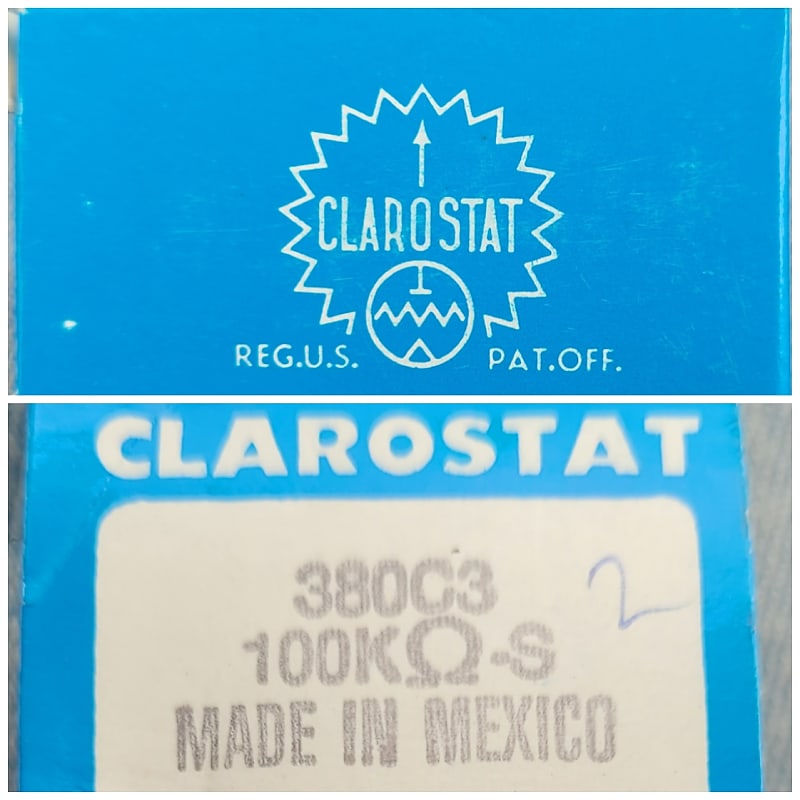 CLAROSTAT
REG.U.S. PAT.OFF.
CLAROSTAT
380C3
2
100KΩ-S
MADE IN MEXICO